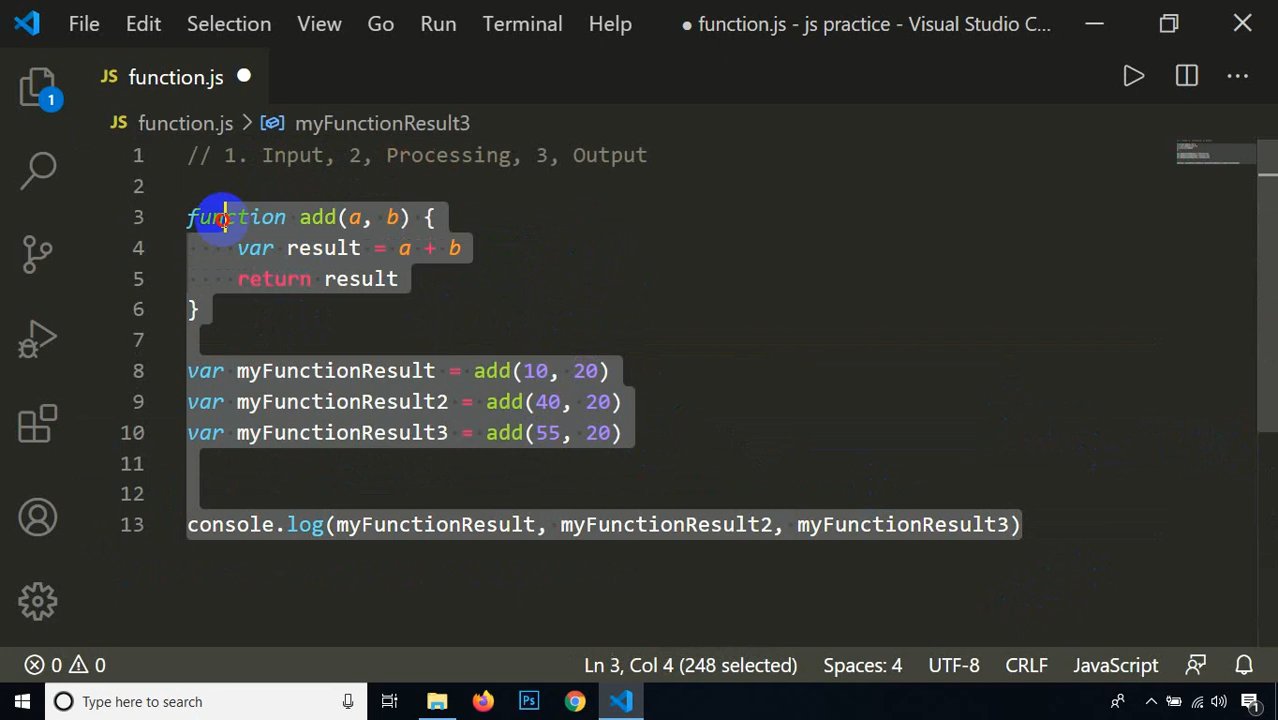 File Edit Selection View Go Run Terminal Help ● function.js - js practice - Visual Studio C...
JS function.js ●
JS function.js > myFunctionResult3
1 // 1. Input, 2, Processing, 3, Output
2
3 function add(a, b) {
4 ····var result = a + b
5 ····return·result
6 }
7
8 var myFunctionResult = add(10, 20)
9 var myFunctionResult2 = add(40, 20)
10 var myFunctionResult3 = add(55, 20)
11
12
13 console.log(myFunctionResult, myFunctionResult2, myFunctionResult3)
1
0 0 Ln 3, Col 4 (248 selected) Spaces: 4 UTF-8 CRLF JavaScript
Type here to search Ps 1